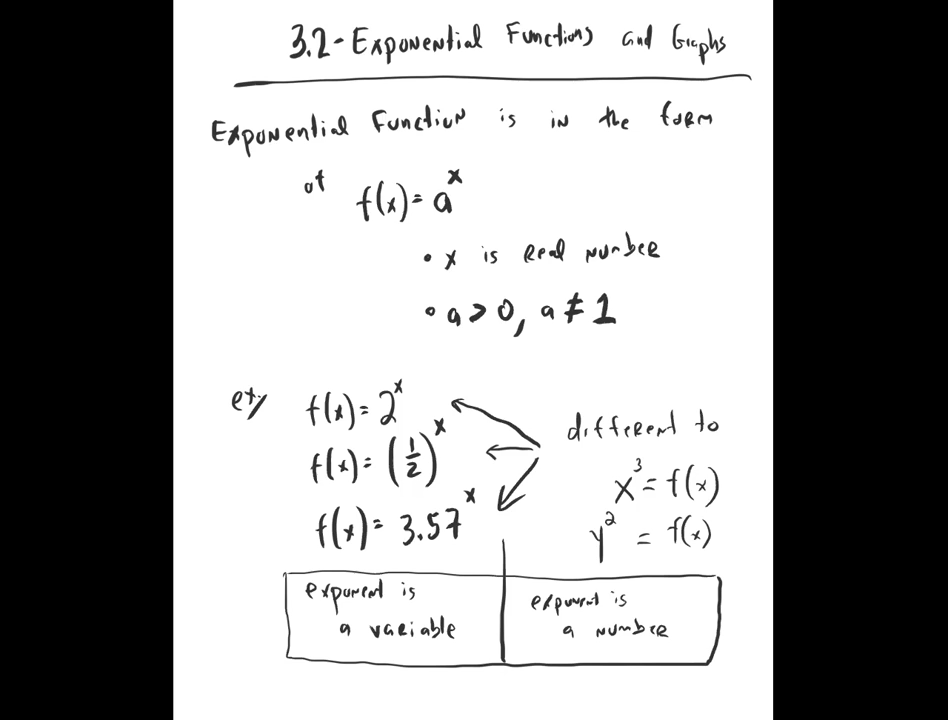 3.2 - Exponential Functions and Graphs
Exponential Function is in the form
of f(x) = a^x
• x is real number
• a > 0, a ≠ 1
ex/ f(x) = 2^x
f(x) = (1/2)^x
f(x) = 3.57^x
different to
x^3 = f(x)
y^2 = f(x)
exponent is
a variable
exponent is
a number